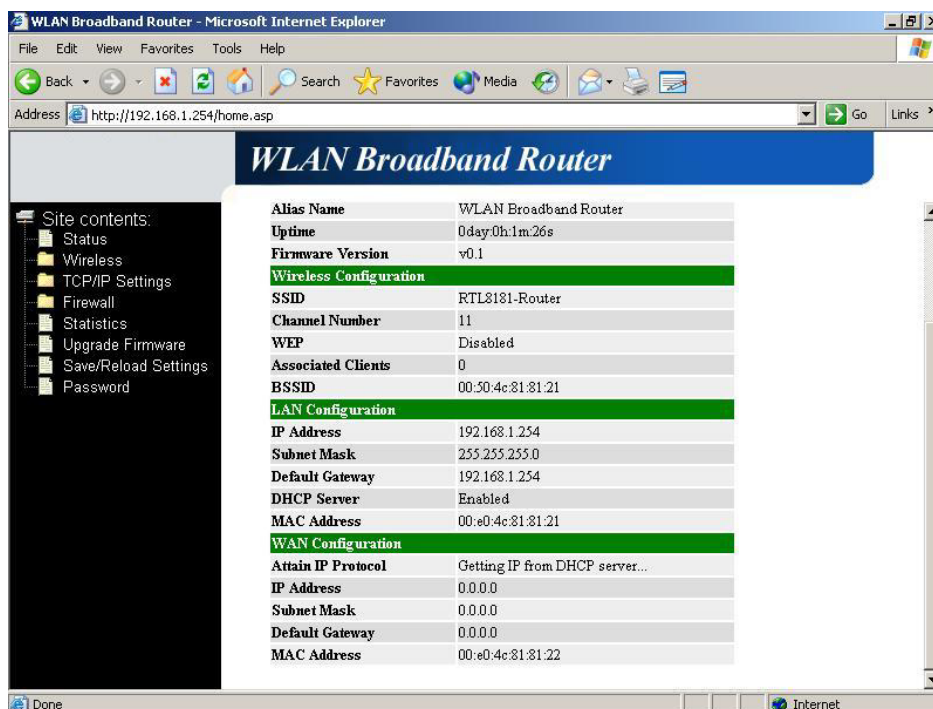 WLAN Broadband Router - Microsoft Internet Explorer
File Edit View Favorites Tools Help
Back Search Favorites Media
Address http://192.168.1.254/home.asp Go Links
WLAN Broadband Router
Site contents:
Status
Wireless
TCP/IP Settings
Firewall
Statistics
Upgrade Firmware
Save/Reload Settings
Password
Alias Name WLAN Broadband Router
Uptime 0day:0h:1m:26s
Firmware Version v0.1
Wireless Configuration
SSID RTL8181-Router
Channel Number 11
WEP Disabled
Associated Clients 0
BSSID 00:50:4c:81:81:21
LAN Configuration
IP Address 192.168.1.254
Subnet Mask 255.255.255.0
Default Gateway 192.168.1.254
DHCP Server Enabled
MAC Address 00:e0:4c:81:81:21
WAN Configuration
Attain IP Protocol Getting IP from DHCP server...
IP Address 0.0.0.0
Subnet Mask 0.0.0.0
Default Gateway 0.0.0.0
MAC Address 00:e0:4c:81:81:22
Done Internet